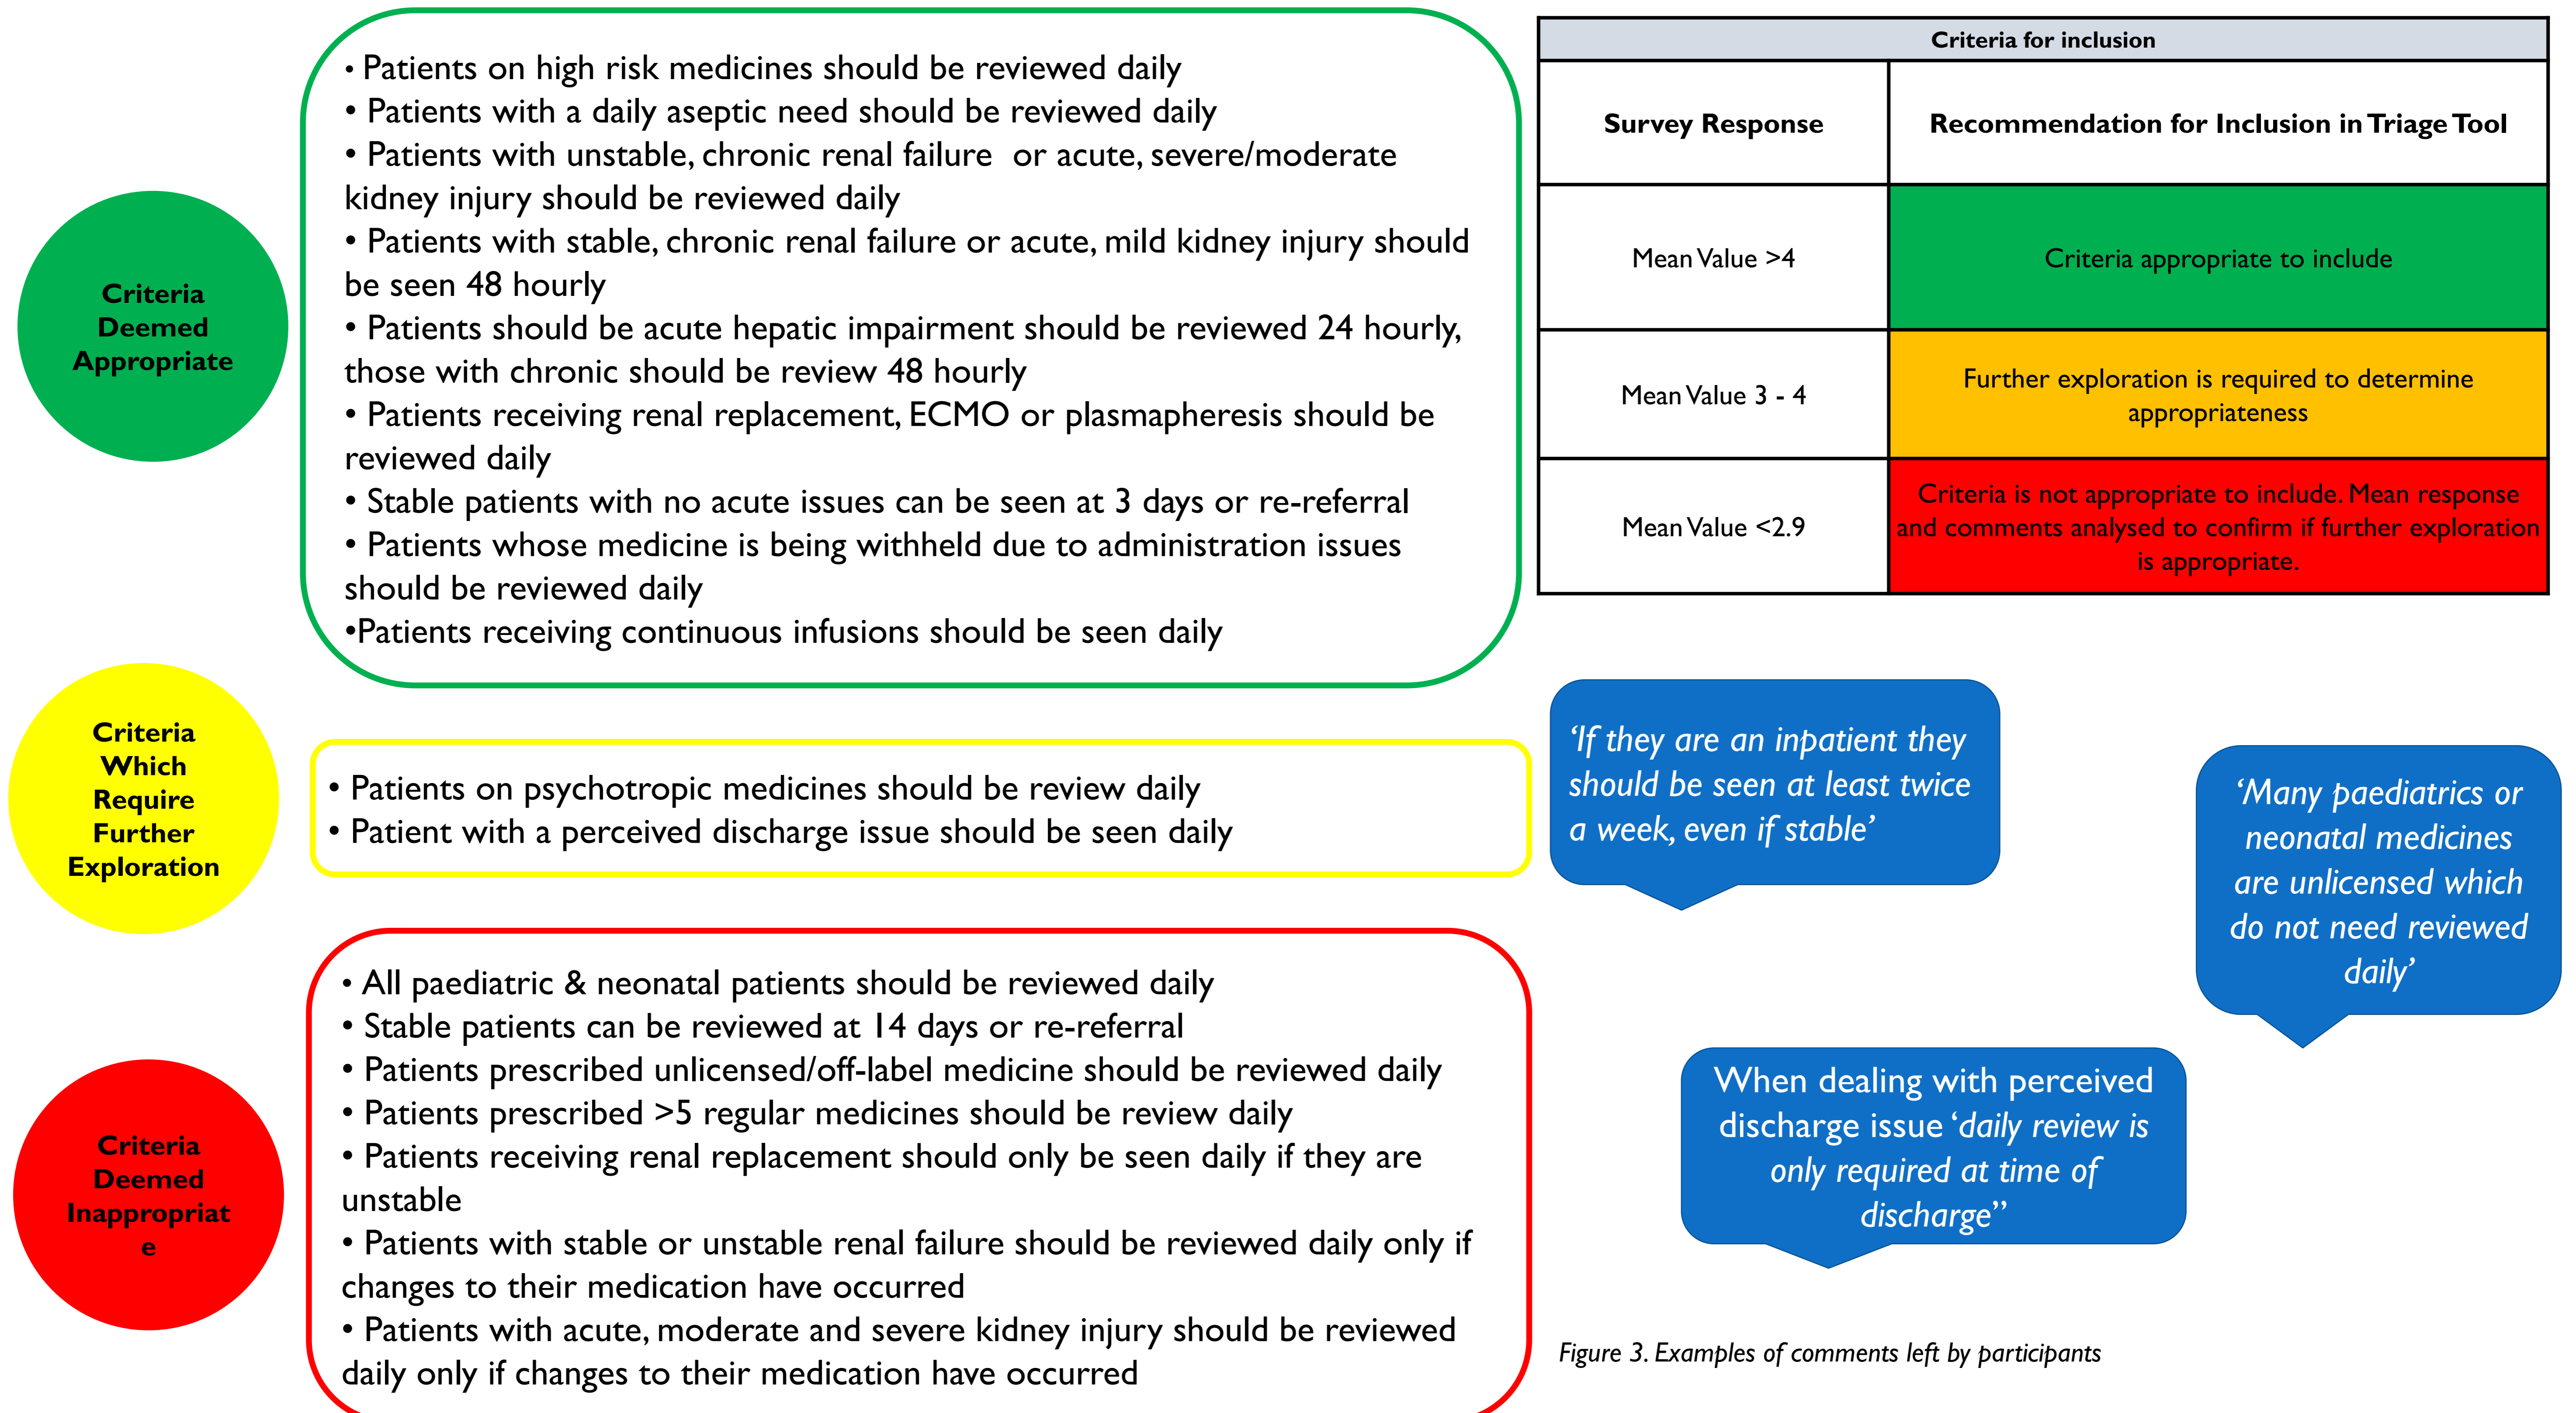 Criteria
Deemed
Appropriate
• Patients on high risk medicines should be reviewed daily
• Patients with a daily aseptic need should be reviewed daily
• Patients with unstable, chronic renal failure or acute, severe/moderate
kidney injury should be reviewed daily
• Patients with stable, chronic renal failure or acute, mild kidney injury should
be seen 48 hourly
• Patients should be acute hepatic impairment should be reviewed 24 hourly,
those with chronic should be review 48 hourly
• Patients receiving renal replacement, ECMO or plasmapheresis should be
reviewed daily
• Stable patients with no acute issues can be seen at 3 days or re-referral
• Patients whose medicine is being withheld due to administration issues
should be reviewed daily
•Patients receiving continuous infusions should be seen daily
Criteria for inclusion
Survey Response
Recommendation for Inclusion in Triage Tool
Mean Value >4
Criteria appropriate to include
Mean Value 3 - 4
Further exploration is required to determine
appropriateness
Mean Value <2.9
Criteria is not appropriate to include. Mean response
and comments analysed to confirm if further exploration
is appropriate.
Criteria
Which
Require
Further
Exploration
• Patients on psychotropic medicines should be review daily
• Patient with a perceived discharge issue should be seen daily
‘If they are an inpatient they
should be seen at least twice
a week, even if stable’
‘Many paediatrics or
neonatal medicines
are unlicensed which
do not need reviewed
daily’
Criteria
Deemed
Inappropriat
e
• All paediatric & neonatal patients should be reviewed daily
• Stable patients can be reviewed at 14 days or re-referral
• Patients prescribed unlicensed/off-label medicine should be reviewed daily
• Patients prescribed >5 regular medicines should be review daily
• Patients receiving renal replacement should only be seen daily if they are
unstable
• Patients with stable or unstable renal failure should be reviewed daily only if
changes to their medication have occurred
• Patients with acute, moderate and severe kidney injury should be reviewed
daily only if changes to their medication have occurred
When dealing with perceived
discharge issue ‘daily review is
only required at time of
discharge’’
Figure 3. Examples of comments left by participants